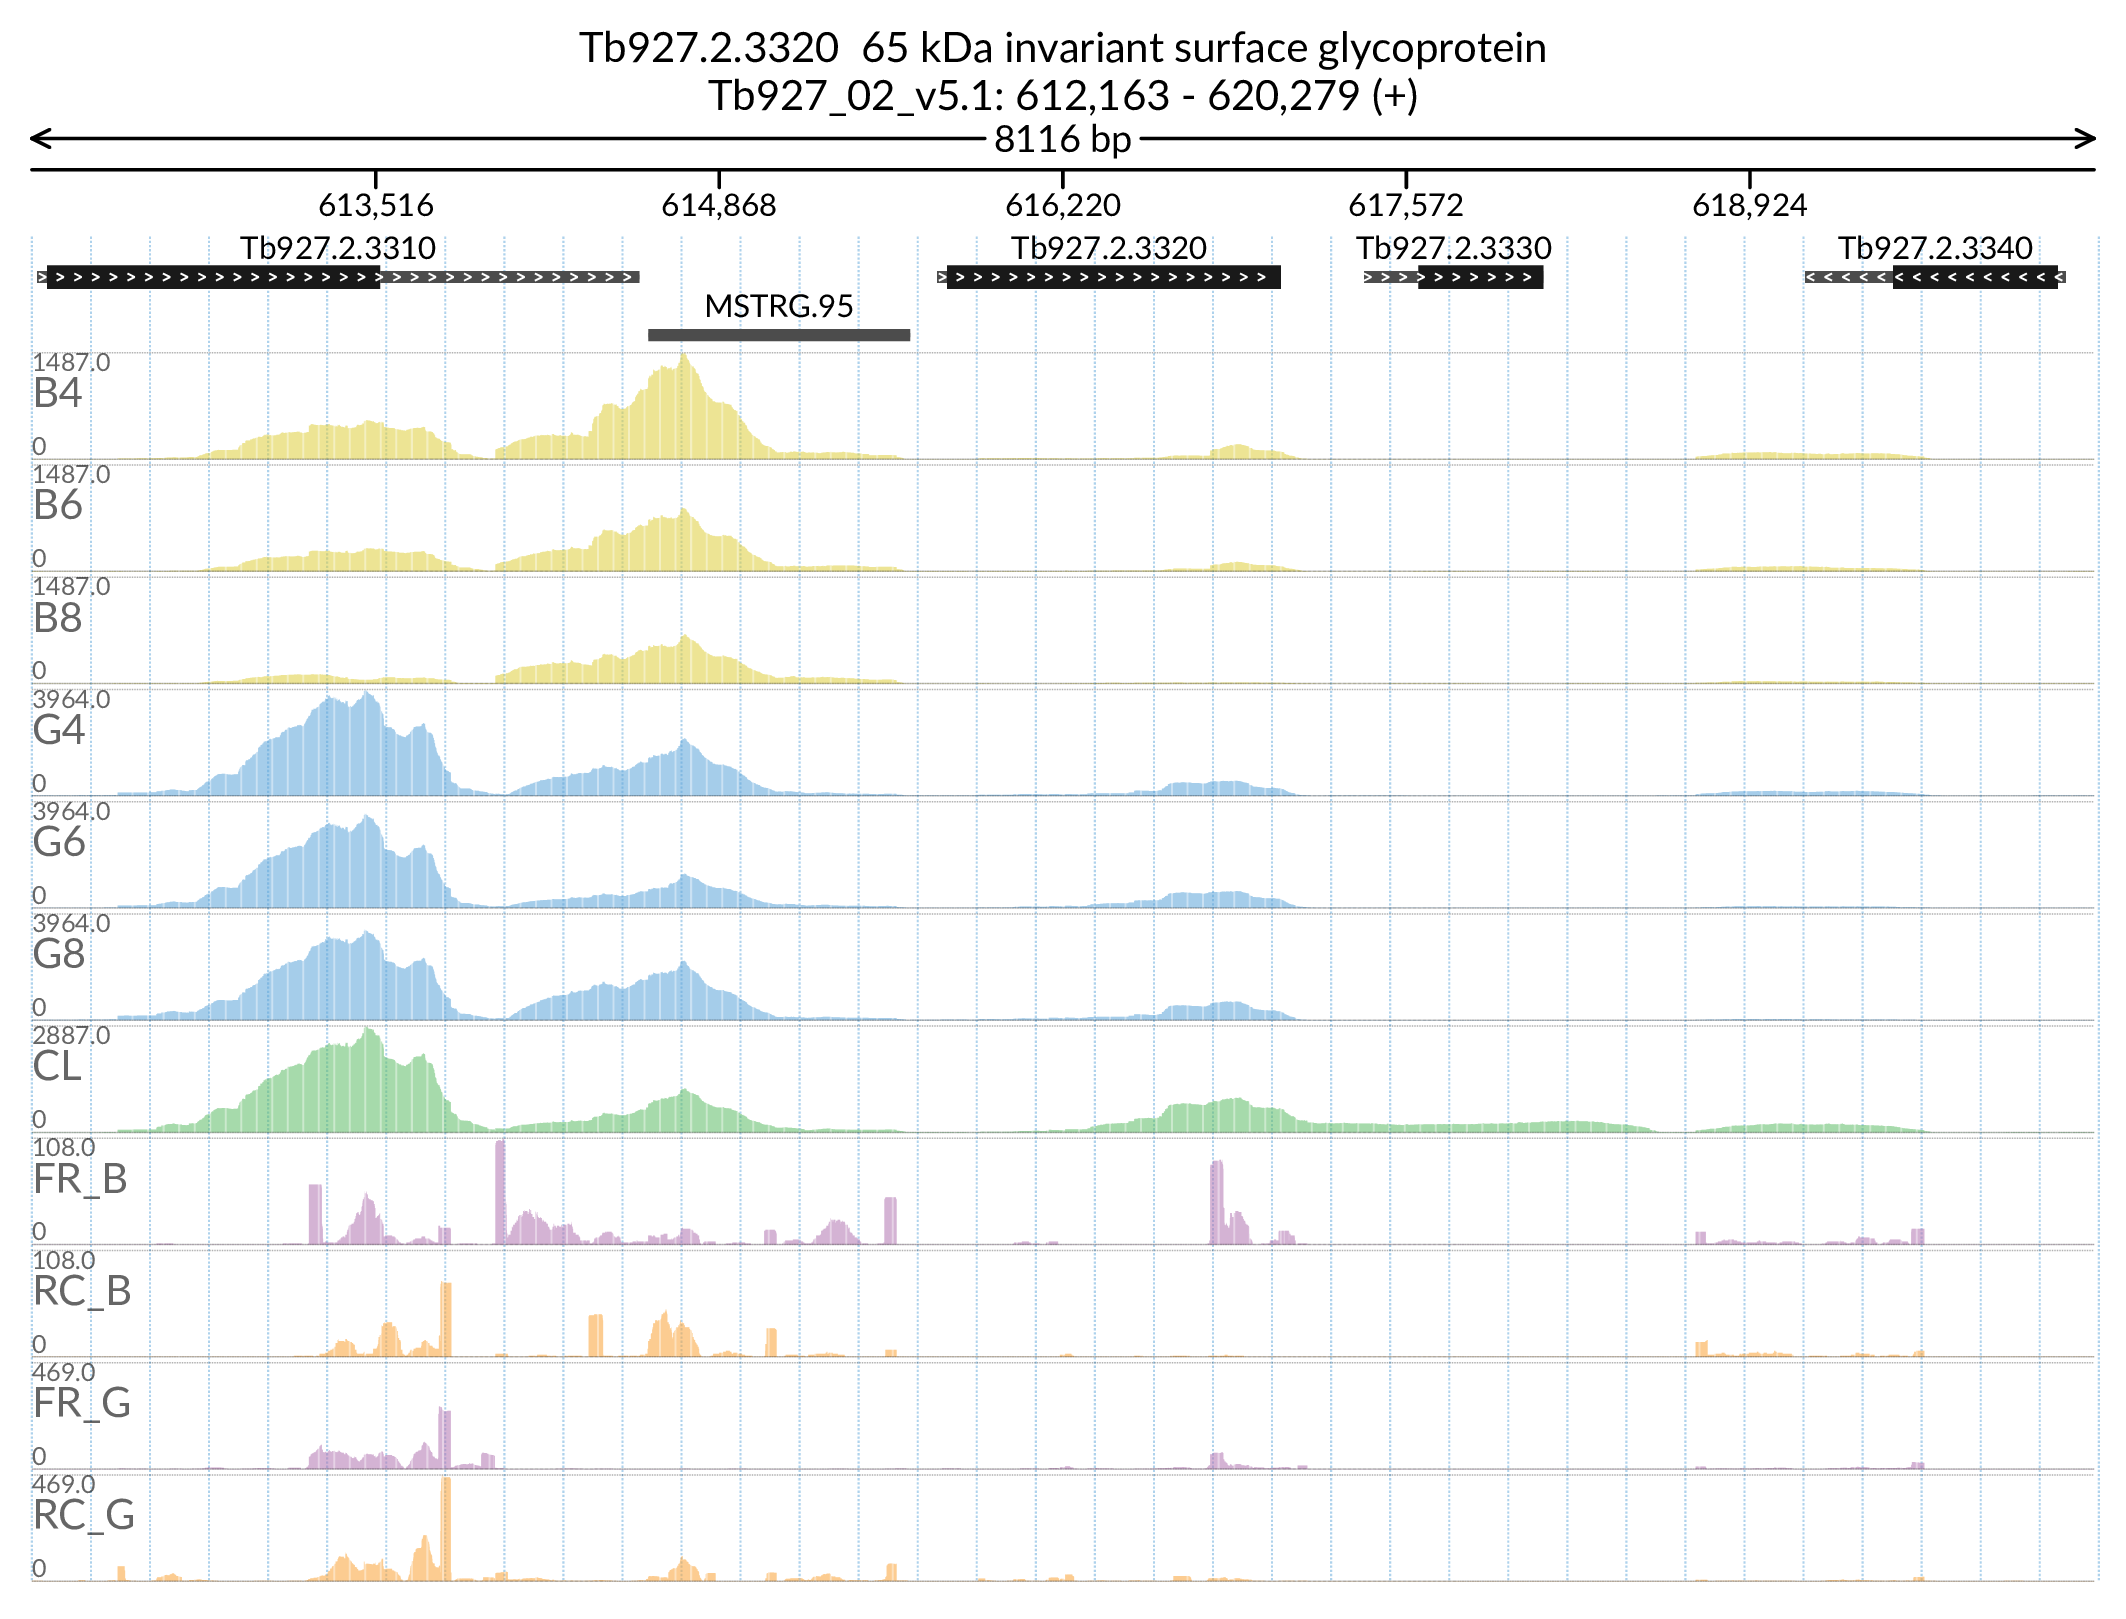 Tb927.2.3320  65 kDa invariant surface glycoprotein
Tb927_02_v5.1: 612,163 - 620,279 (+)
8116 bp
613,516 614,868 616,220 617,572 618,924
Tb927.2.3310 Tb927.2.3320 Tb927.2.3330 Tb927.2.3340
MSTRG.95
1487.0
B4
0
1487.0
B6
0
1487.0
B8
0
3964.0
G4
0
3964.0
G6
0
3964.0
G8
0
2887.0
CL
0
108.0
FR_B
0
108.0
RC_B
0
469.0
FR_G
0
469.0
RC_G
0